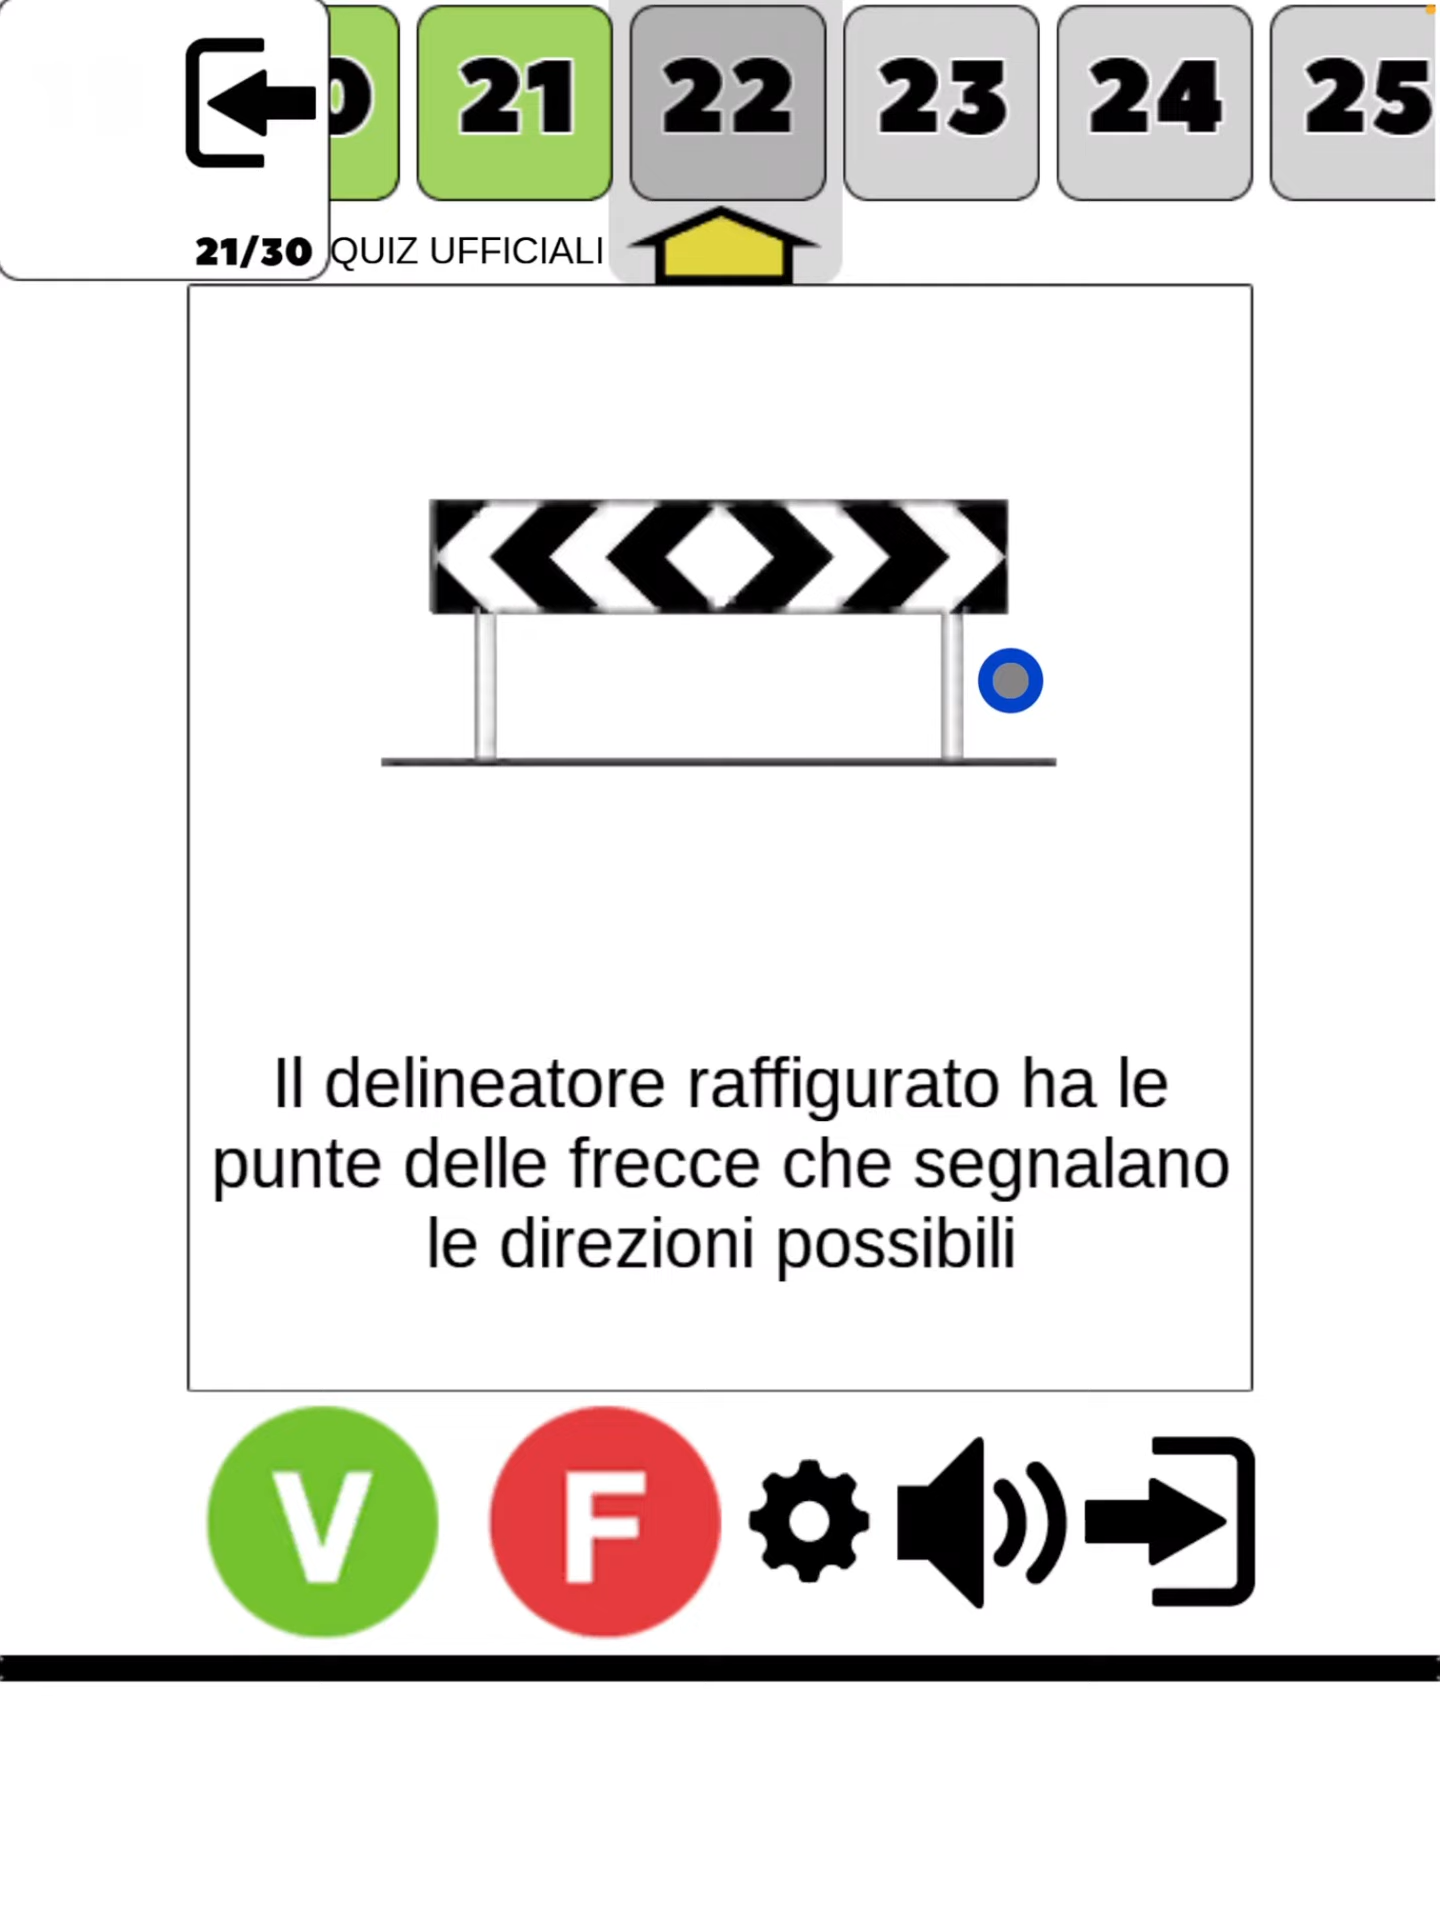 0
21
22
23
24
25
21/30
QUIZ UFFICIALI
Il delineatore raffigurato ha le
punte delle frecce che segnalano
le direzioni possibili
V
F